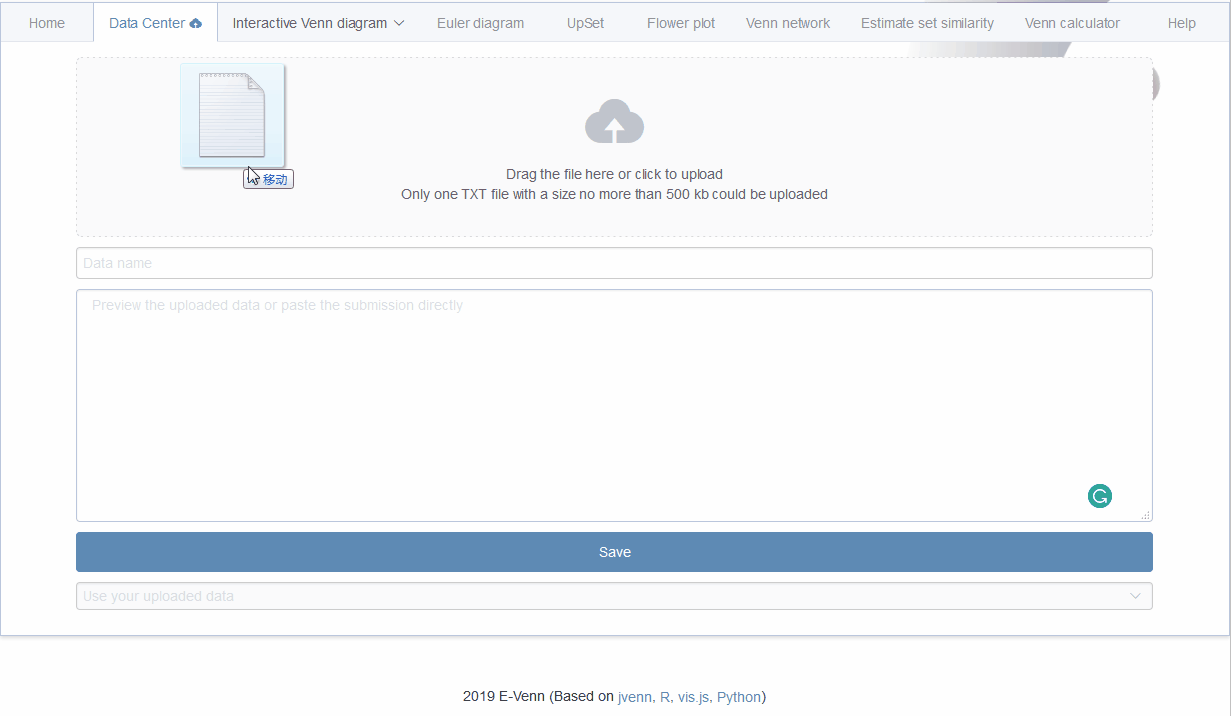 Home Data Center Interactive Venn diagram Euler diagram UpSet Flower plot Venn network Estimate set similarity Venn calculator Help
移动
Drag the file here or click to upload
Only one TXT file with a size no more than 500 kb could be uploaded
Data name
Preview the uploaded data or paste the submission directly
Save
Use your uploaded data
2019 E-Venn (Based on jvenn, R, vis.js, Python)